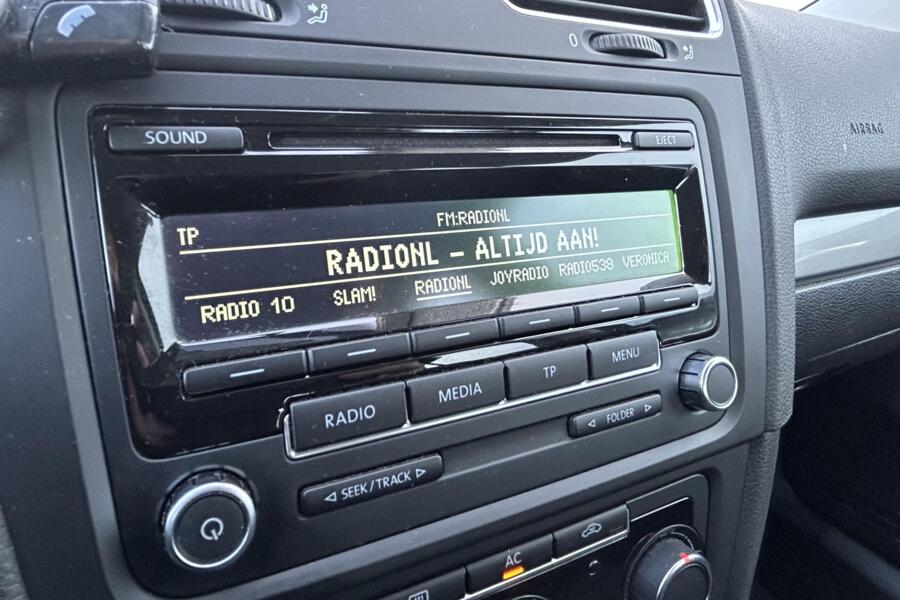 0
AIRBAG
SOUND
EJECT
FM:RADIONL
TP
RADIONL - ALTIJD AAN!
RADIO 10 SLAM! RADIONL JOYRADIO RADIO538 VERONICA
RADIO MEDIA TP MENU
SEEK/TRACK FOLDER
AC